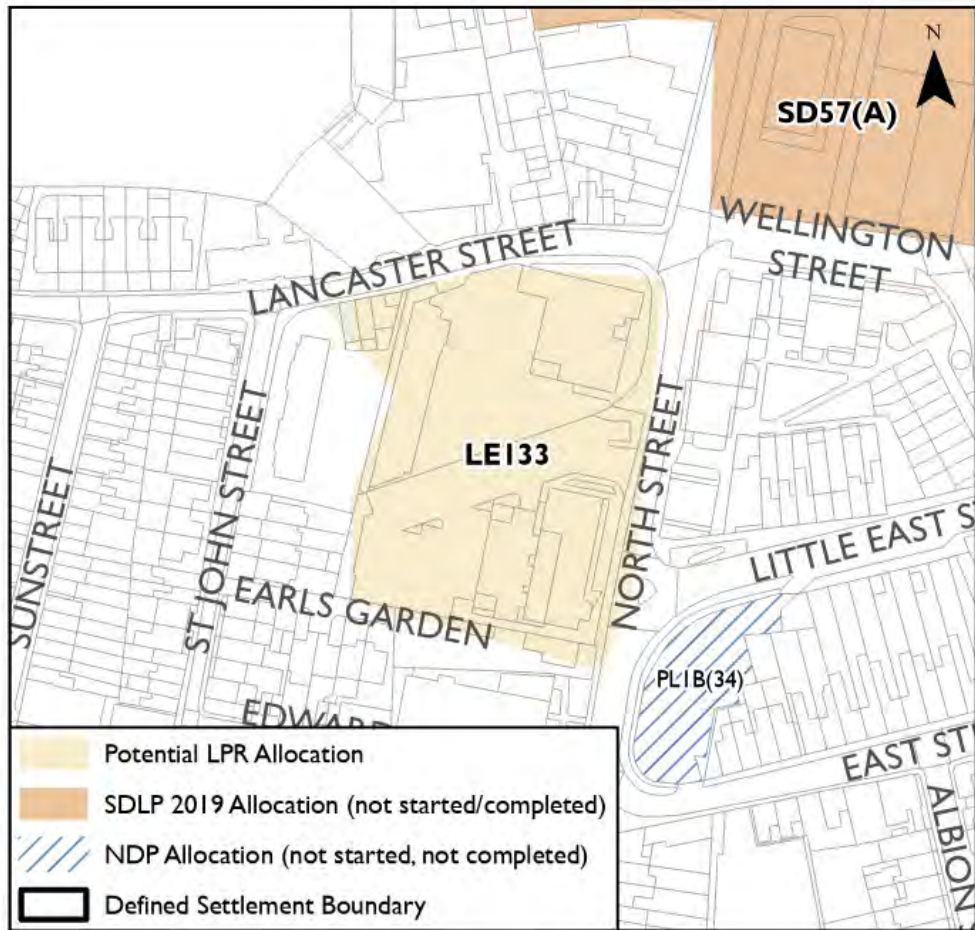 N
SD57(A)
WELLINGTON
STREET
LANCASTER STREET
LE133
NORTH STREET
LITTLE EAST S
SUNSTREET
ST JOHN STREET
EARLS GARDEN
PL1B(34)
EDWAR
EAST ST
ALBION
Potential LPR Allocation
SDLP 2019 Allocation (not started/completed)
NDP Allocation (not started, not completed)
Defined Settlement Boundary